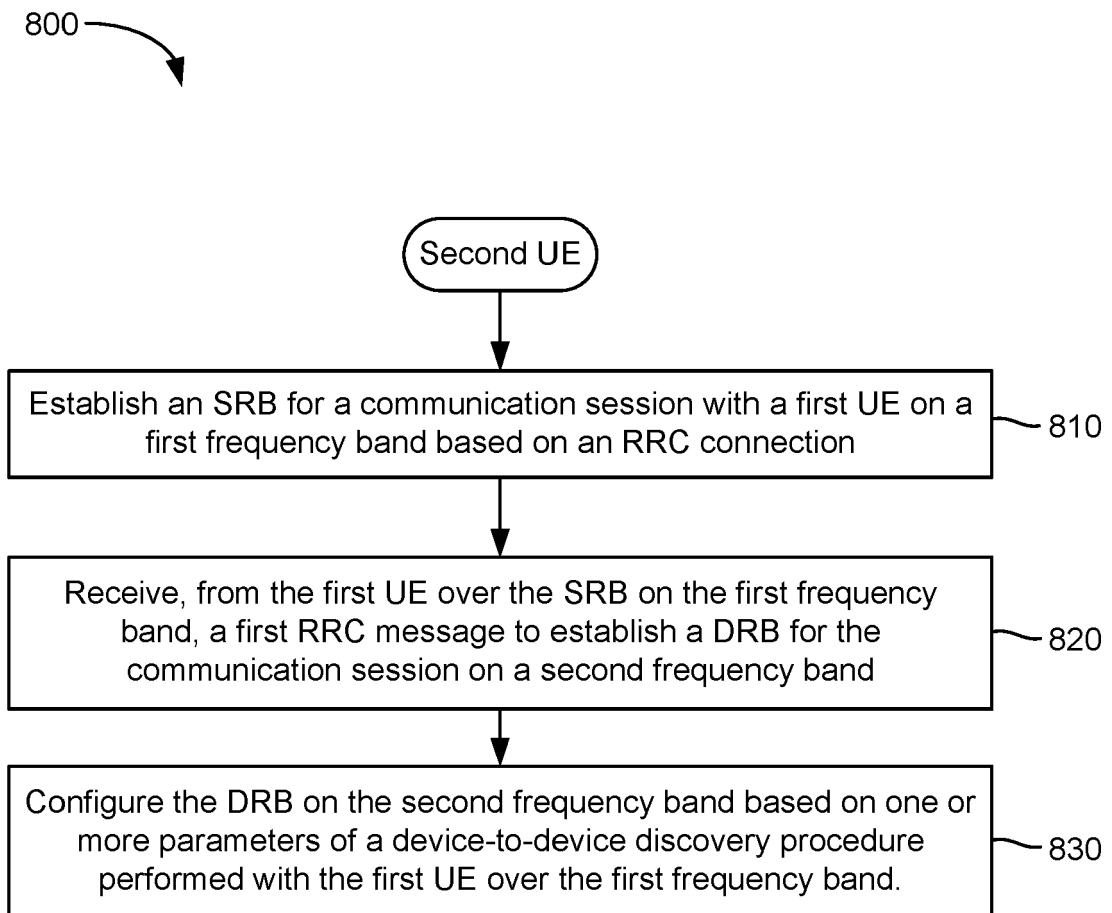 800
Second UE
Establish an SRB for a communication session with a first UE on a
first frequency band based on an RRC connection
810
Receive, from the first UE over the SRB on the first frequency
band, a first RRC message to establish a DRB for the
communication session on a second frequency band
820
Configure the DRB on the second frequency band based on one or
more parameters of a device-to-device discovery procedure
performed with the first UE over the first frequency band.
830